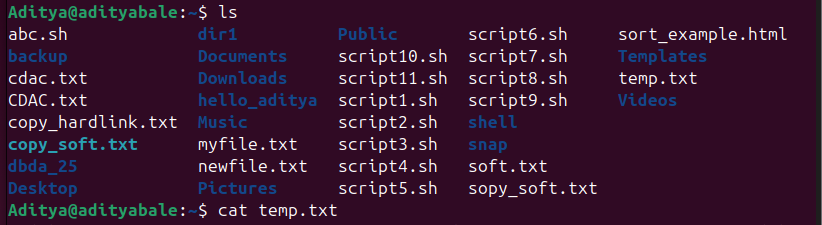 Aditya@adityabale:~$ ls
abc.sh dir1 Public script6.sh sort_example.html
backup Documents script10.sh script7.sh Templates
cdac.txt Downloads script11.sh script8.sh temp.txt
CDAC.txt hello_aditya script1.sh script9.sh Videos
copy_hardlink.txt Music script2.sh shell
copy_soft.txt myfile.txt script3.sh snap
dbda_25 newfile.txt script4.sh soft.txt
Desktop Pictures script5.sh sopy_soft.txt
Aditya@adityabale:~$ cat temp.txt